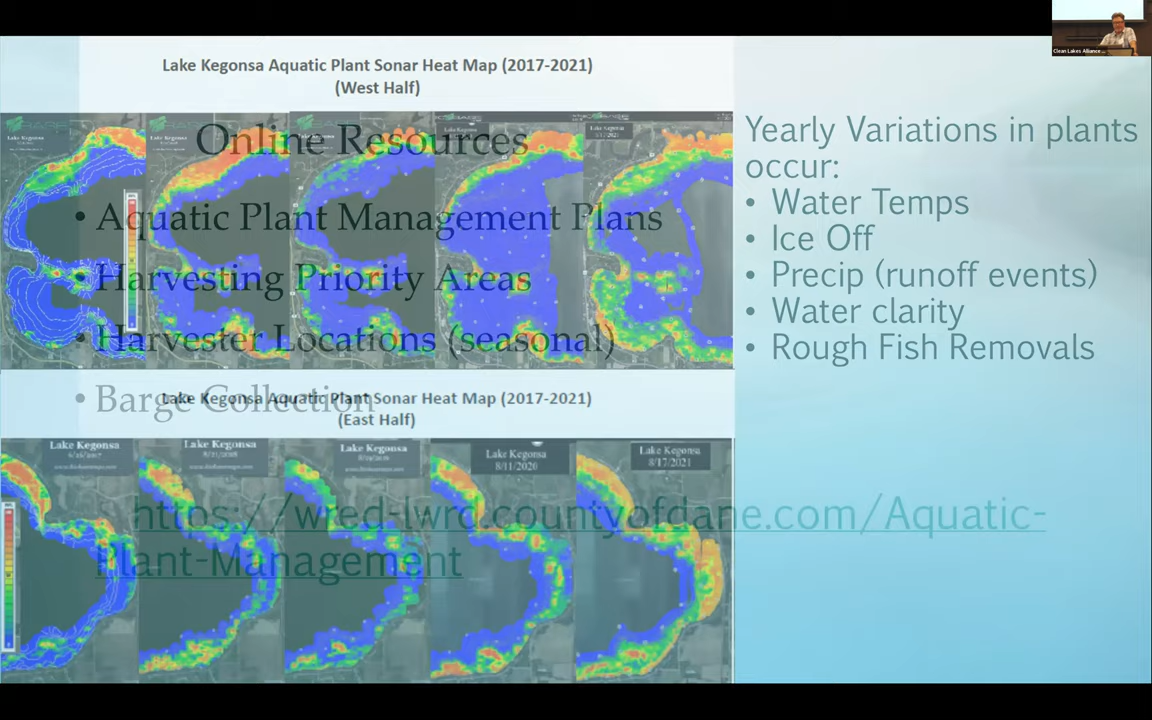 Clean Lakes Alliance ...
Lake Kegonsa Aquatic Plant Sonar Heat Map (2017-2021)
(West Half)
Online Resources
• Aquatic Plant Management Plans
• Harvesting Priority Areas
• Harvester Locations (seasonal)
• Barge Collection
https://wred-lwrd.countyofdane.com/Aquatic-
Plant-Management
Lake Kegonsa Aquatic Plant Sonar Heat Map (2017-2021)
(East Half)
Lake Kegonsa
Lake Kegonsa
Lake Kegonsa
Lake Kegonsa
8/11/2020
Lake Kegonsa
8/17/2021
Yearly Variations in plants
occur:
• Water Temps
• Ice Off
• Precip (runoff events)
• Water clarity
• Rough Fish Removals